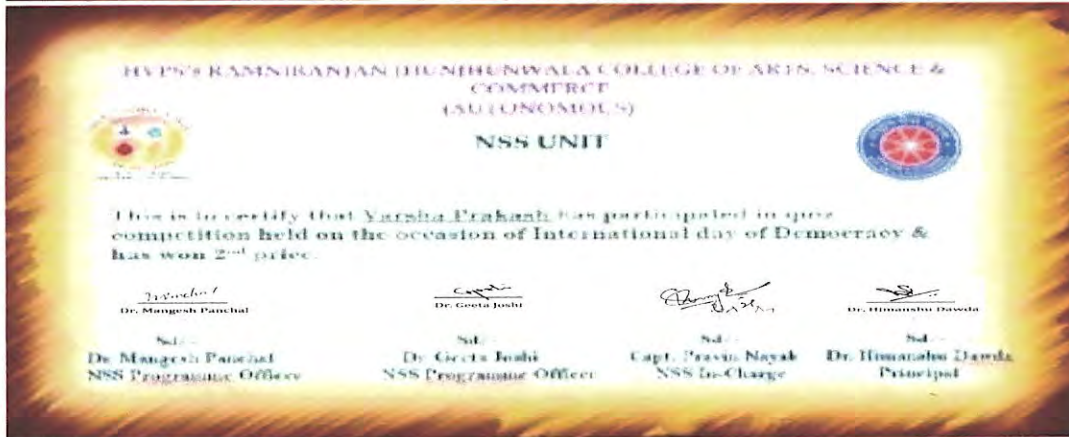 HVPS's RAMNIRANJAN JHUNJHUNWALA COLLEGE OF ARTS, SCIENCE &
COMMERCE
(AUTONOMOUS)
NSS UNIT
This is to certify that Varsha Prakash has participated in quiz
competition held on the occasion of International day of Democracy &
has won 2nd price.
Dr. Mangesh Panchal Dr. Geeta Joshi Dr. Himanshu Dawda
Sd/- Sd/- Sd/- Sd/-
Dr. Mangesh Panchal Dr. Geeta Joshi Capt. Pravin Nayak Dr. Himanshu Dawda
NSS Programme Officer NSS Programme Officer NSS In-Charge Principal